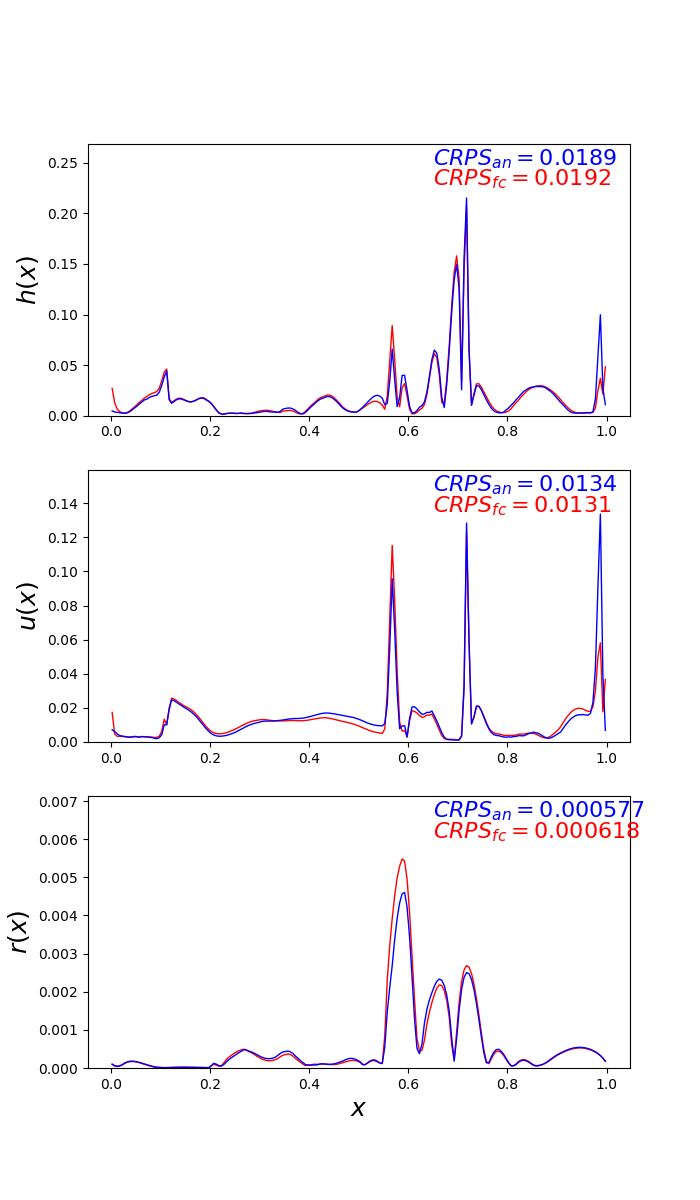 CRPS_an = 0.0189
CRPS_fc = 0.0192
0.25
0.20
0.15
0.10
0.05
0.00
h(x)
0.0 0.2 0.4 0.6 0.8 1.0
CRPS_an = 0.0134
CRPS_fc = 0.0131
0.14
0.12
0.10
0.08
0.06
0.04
0.02
0.00
u(x)
0.0 0.2 0.4 0.6 0.8 1.0
CRPS_an = 0.000577
CRPS_fc = 0.000618
0.007
0.006
0.005
0.004
0.003
0.002
0.001
0.000
r(x)
0.0 0.2 0.4 0.6 0.8 1.0
x